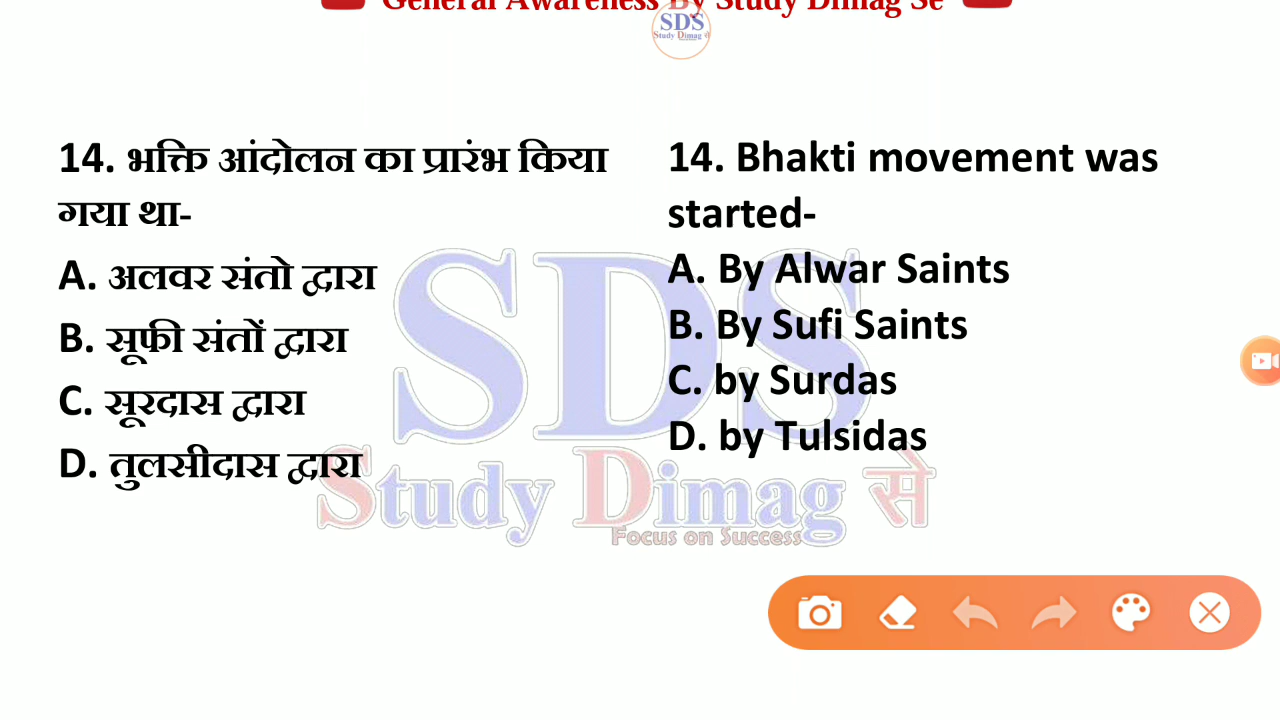 General Awareness By Study Dimag Se
SDS
Study Dimag से
14. भक्ति आंदोलन का प्रारंभ किया
गया था-
A. अलवर संतो द्वारा
B. सूफी संतों द्वारा
C. सूरदास द्वारा
D. तुलसीदास द्वारा
14. Bhakti movement was
started-
A. By Alwar Saints
B. By Sufi Saints
C. by Surdas
D. by Tulsidas
SDS
Study Dimag से
Focus on Success